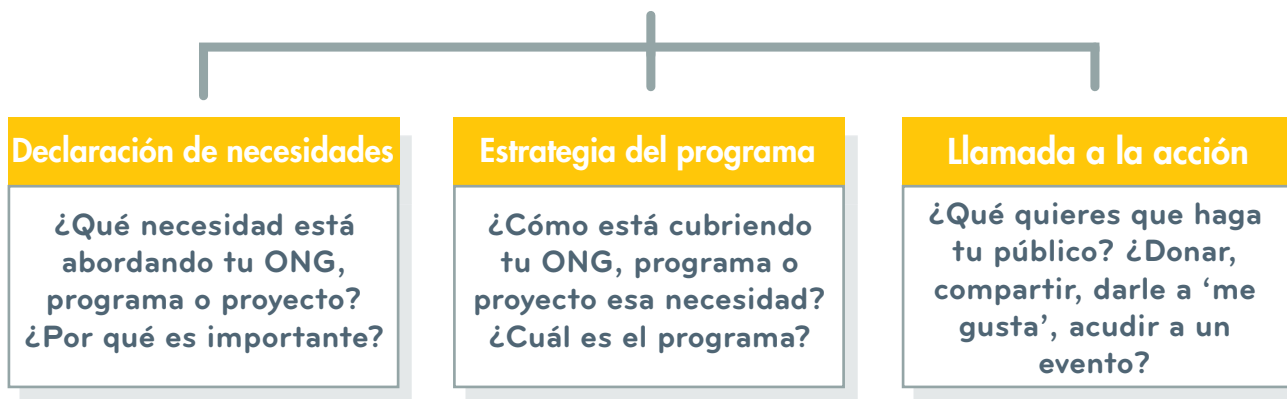 Declaración de necesidades
¿Qué necesidad está
abordando tu ONG,
programa o proyecto?
¿Por qué es importante?
Estrategia del programa
¿Cómo está cubriendo
tu ONG, programa o
proyecto esa necesidad?
¿Cuál es el programa?
Llamada a la acción
¿Qué quieres que haga
tu público? ¿Donar,
compartir, darle a ‘me
gusta’, acudir a un
evento?